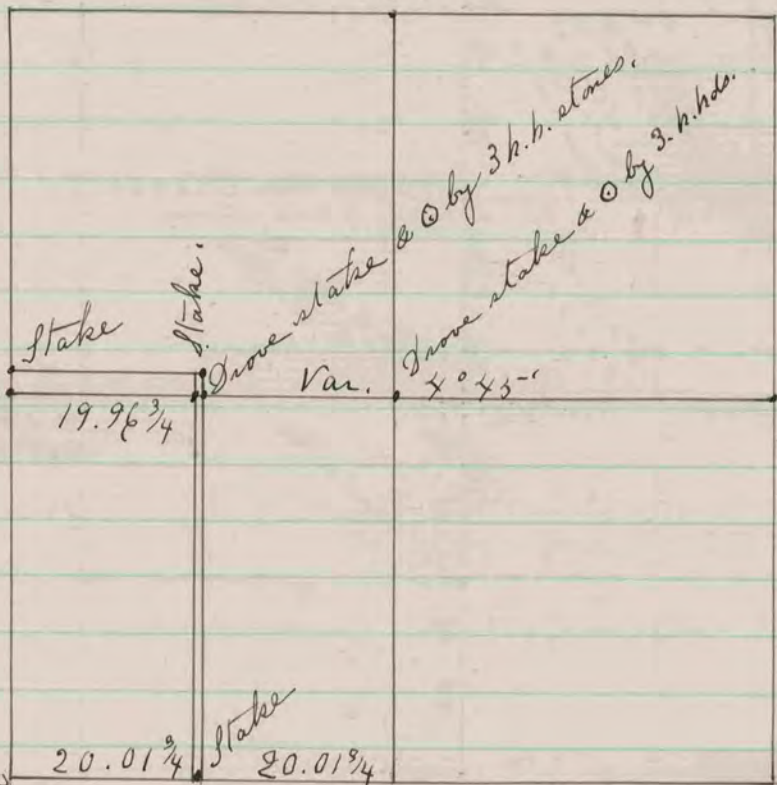 Drove stake & ⊙ by 3 h.h. stones.
Drove stake & ⊙ by 3. h. hds.
Stake
Stake.
Var. 4° 45'
19.96 3/4
Stake
20.01 3/4
20.01 3/4